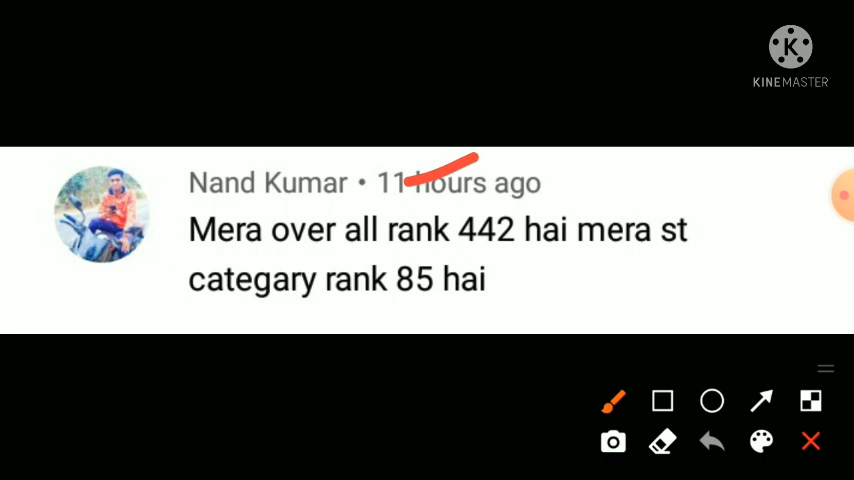 K
KINEMASTER
Nand Kumar • 11 hours ago
Mera over all rank 442 hai mera st
categary rank 85 hai